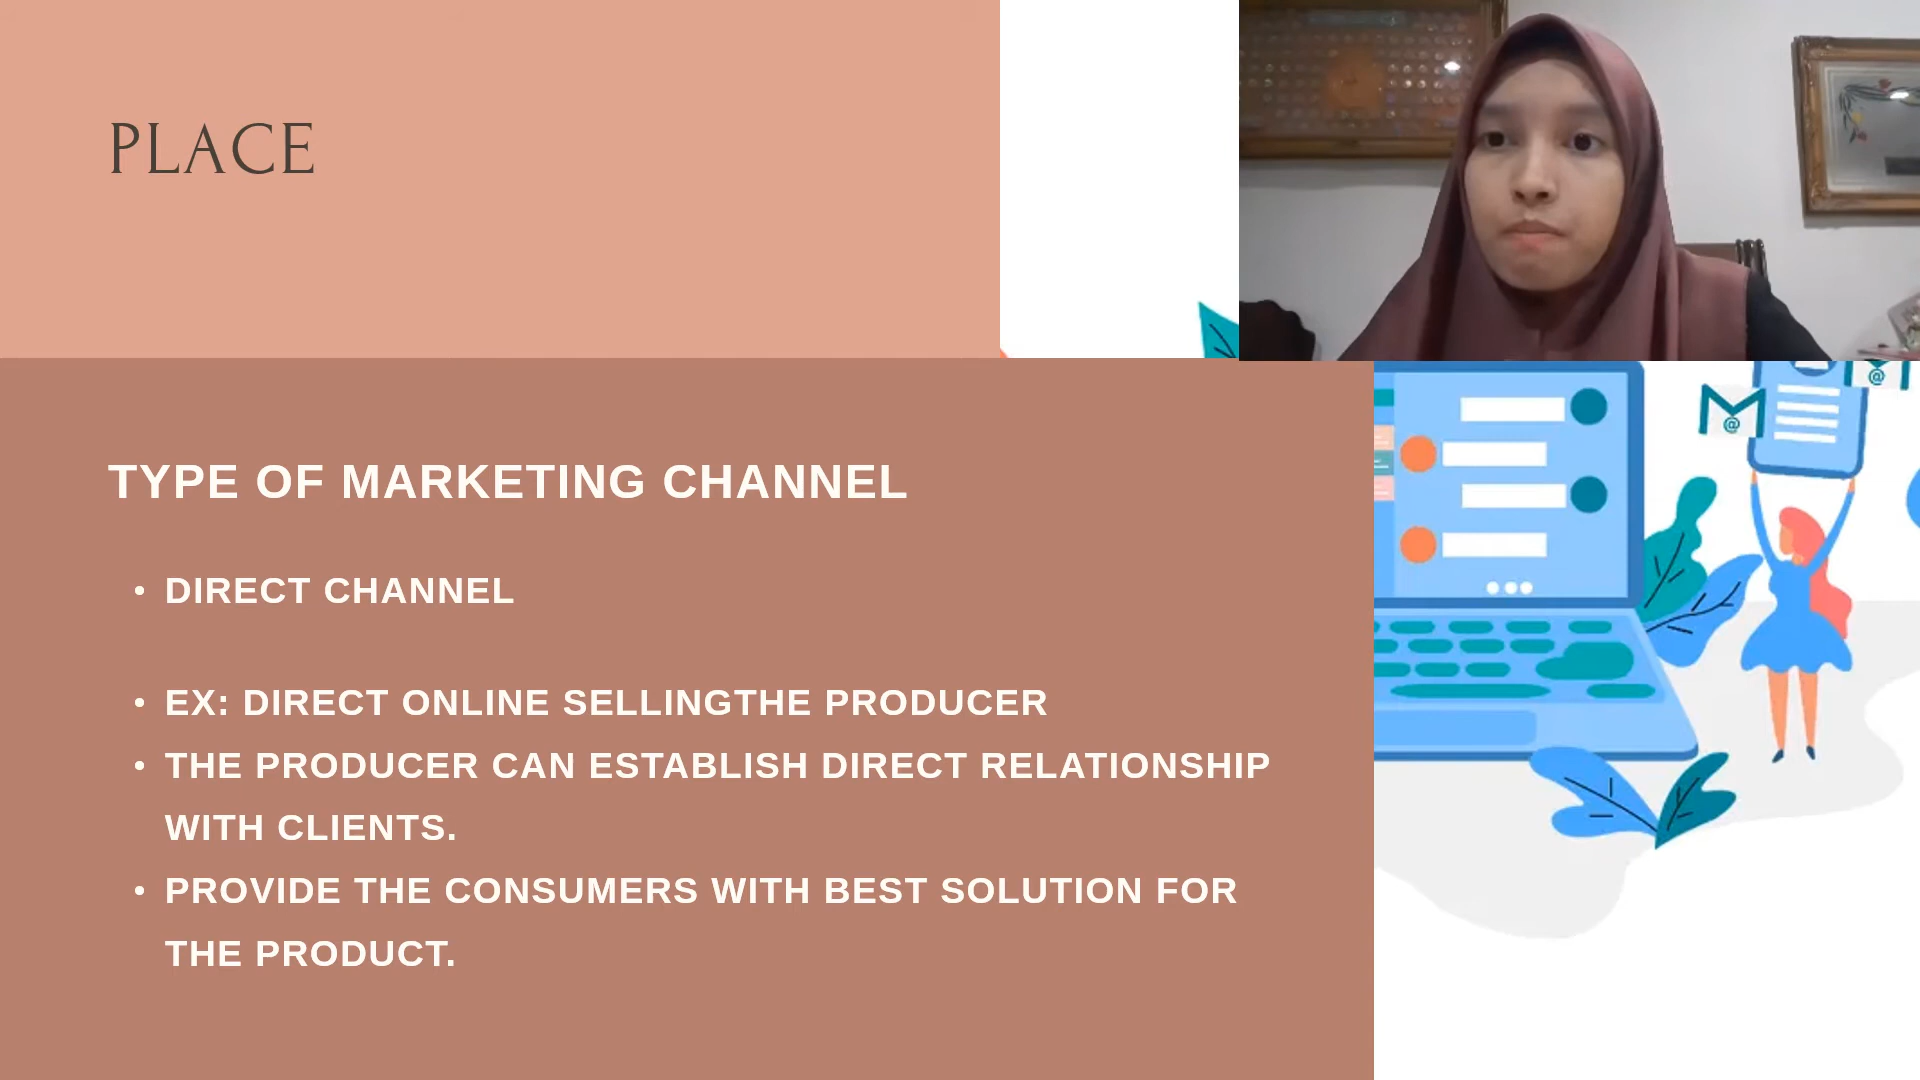 PLACE
TYPE OF MARKETING CHANNEL
• DIRECT CHANNEL
• EX: DIRECT ONLINE SELLINGTHE PRODUCER
• THE PRODUCER CAN ESTABLISH DIRECT RELATIONSHIP
WITH CLIENTS.
• PROVIDE THE CONSUMERS WITH BEST SOLUTION FOR
THE PRODUCT.
@
@